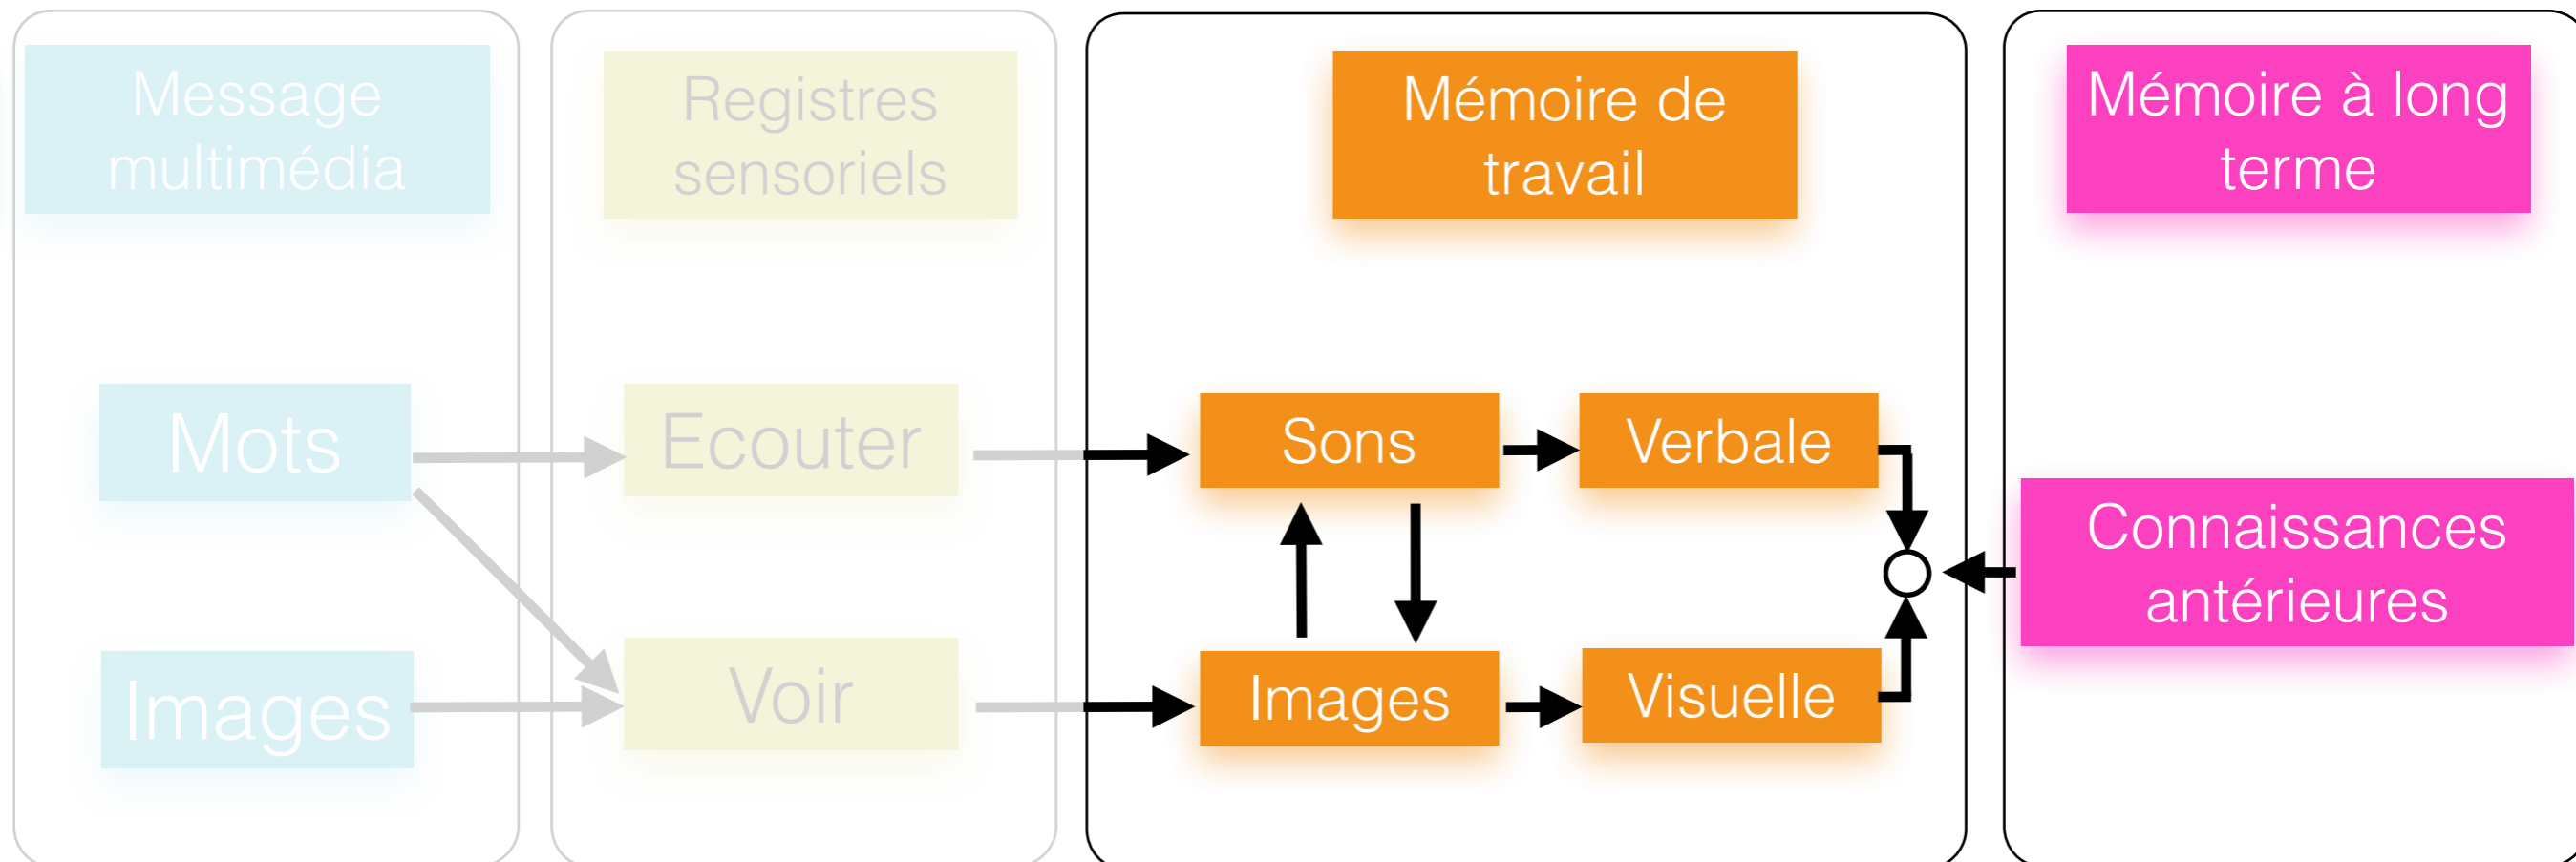 Message
multimédia
Registres
sensoriels
Mémoire de
travail
Mémoire à long
terme
Mots
Ecouter
Sons
Verbale
Connaissances
antérieures
Images
Voir
Images
Visuelle